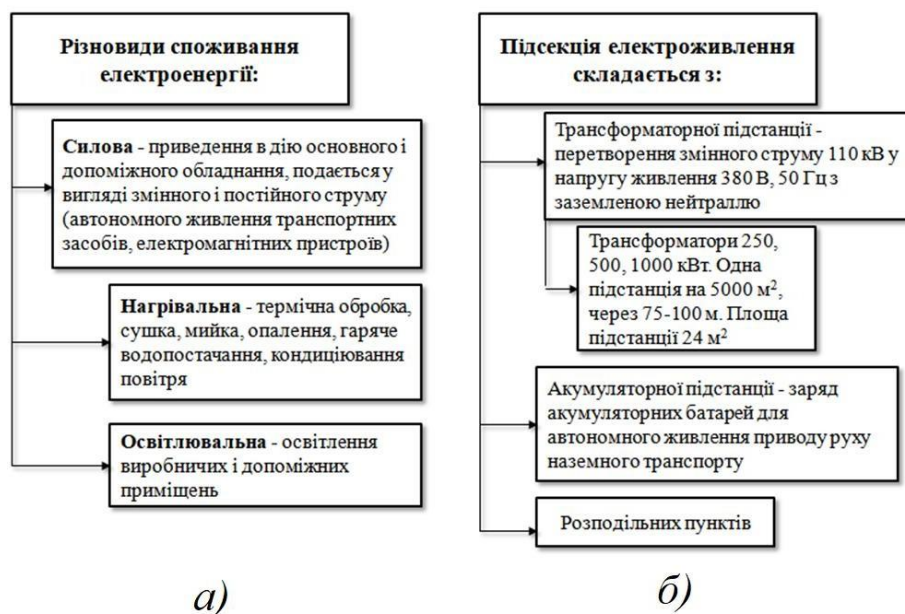 Різновиди споживання
електроенергії:
Силова - приведення в дію основного і
допоміжного обладнання, подається у
вигляді змінного і постійного струму
(автономного живлення транспортних
засобів, електромагнітних пристроїв)
Нагрівальна - термічна обробка,
сушка, мийка, опалення, гаряче
водопостачання, кондиціювання
повітря
Освітлювальна - освітлення
виробничих і допоміжних
приміщень
а)
Підсекція електроживлення
складається з:
Трансформаторної підстанції -
перетворення змінного струму 110 кВ у
напругу живлення 380 В, 50 Гц з
заземленою нейтраллю
Трансформатори 250,
500, 1000 кВт. Одна
підстанція на 5000 м²,
через 75-100 м. Площа
підстанції 24 м²
Акумуляторної підстанції - заряд
акумуляторних батарей для
автономного живлення приводу руху
наземного транспорту
Розподільних пунктів
б)